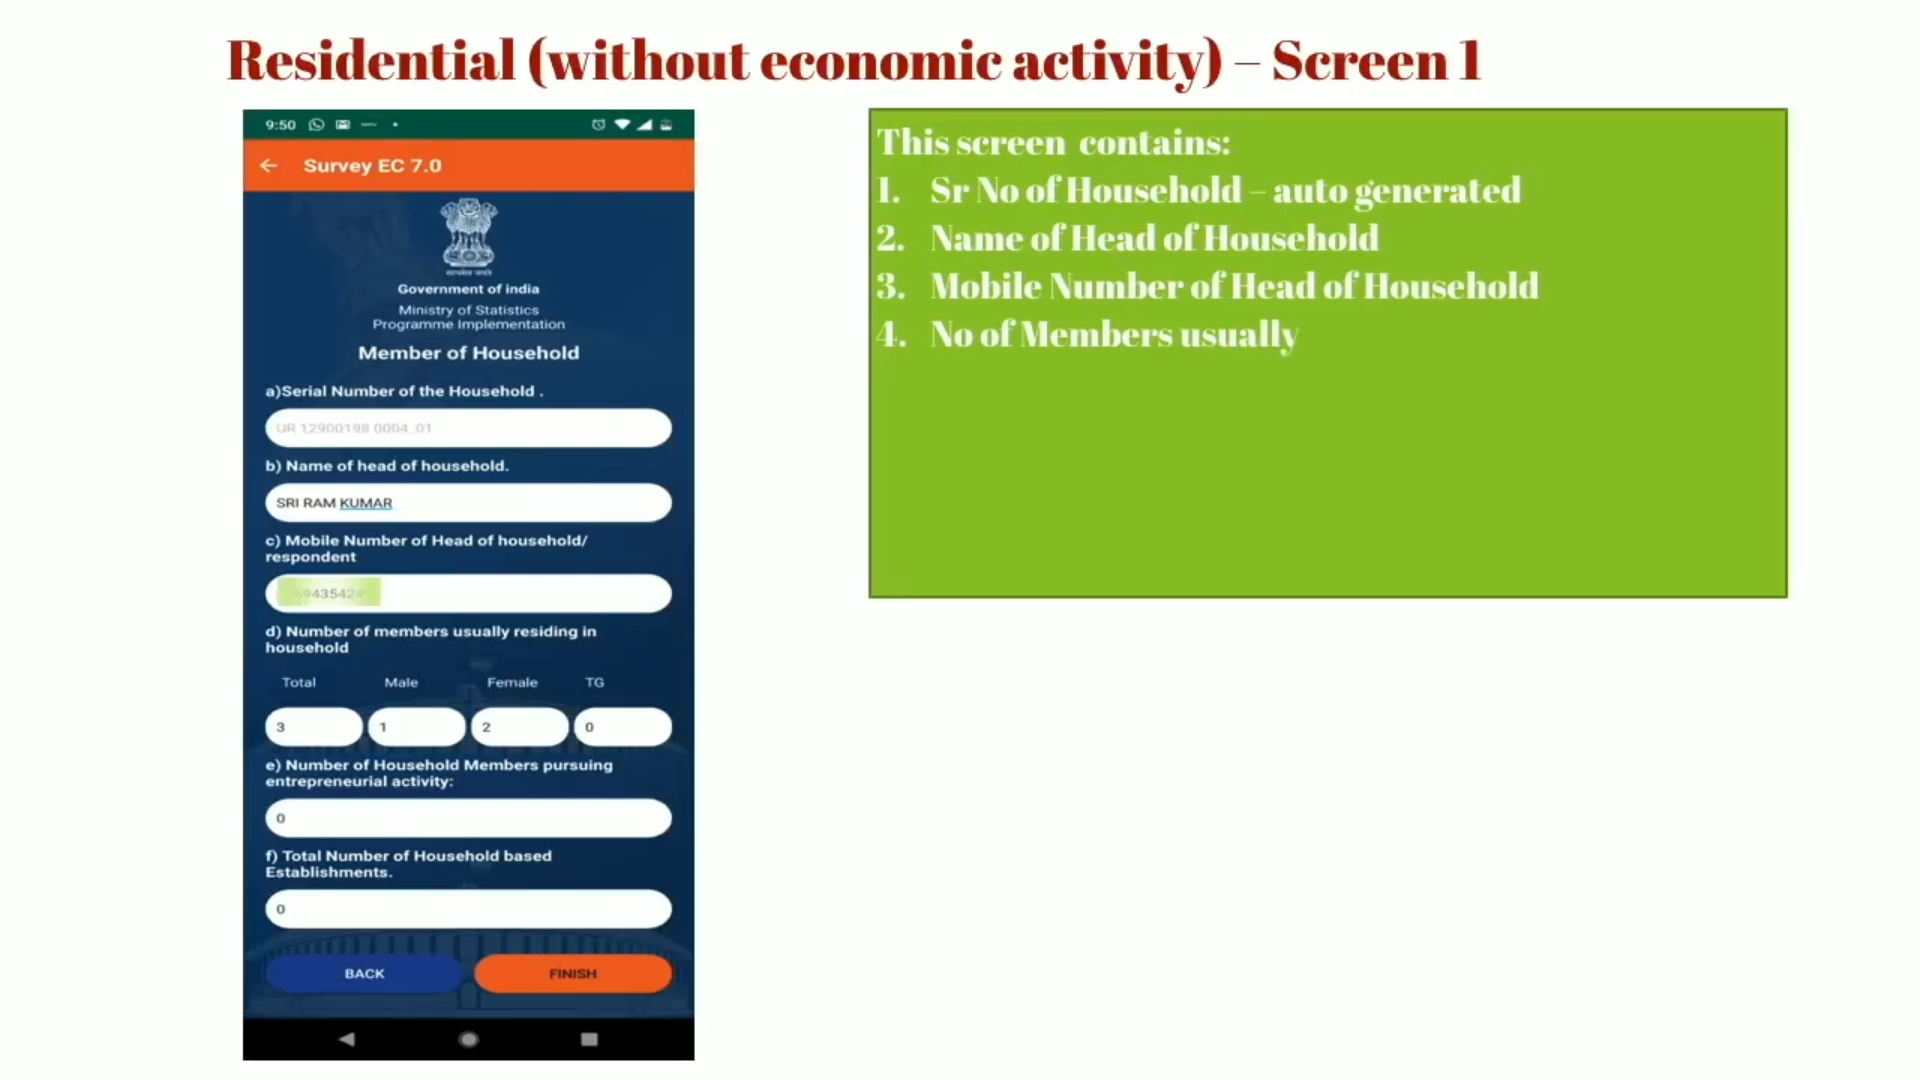 Residential (without economic activity) – Screen 1
9:50
Survey EC 7.0
Government of india
Ministry of Statistics
Programme Implementation
Member of Household
a)Serial Number of the Household .
UR 12900198 0004 01
b) Name of head of household.
SRI RAM KUMAR
c) Mobile Number of Head of household/
respondent
d) Number of members usually residing in
household
Total Male Female TG
3 1 2 0
e) Number of Household Members pursuing
entrepreneurial activity:
0
f) Total Number of Household based
Establishments.
0
BACK FINISH
This screen contains:
1. Sr No of Household – auto generated
2. Name of Head of Household
3. Mobile Number of Head of Household
4. No of Members usually